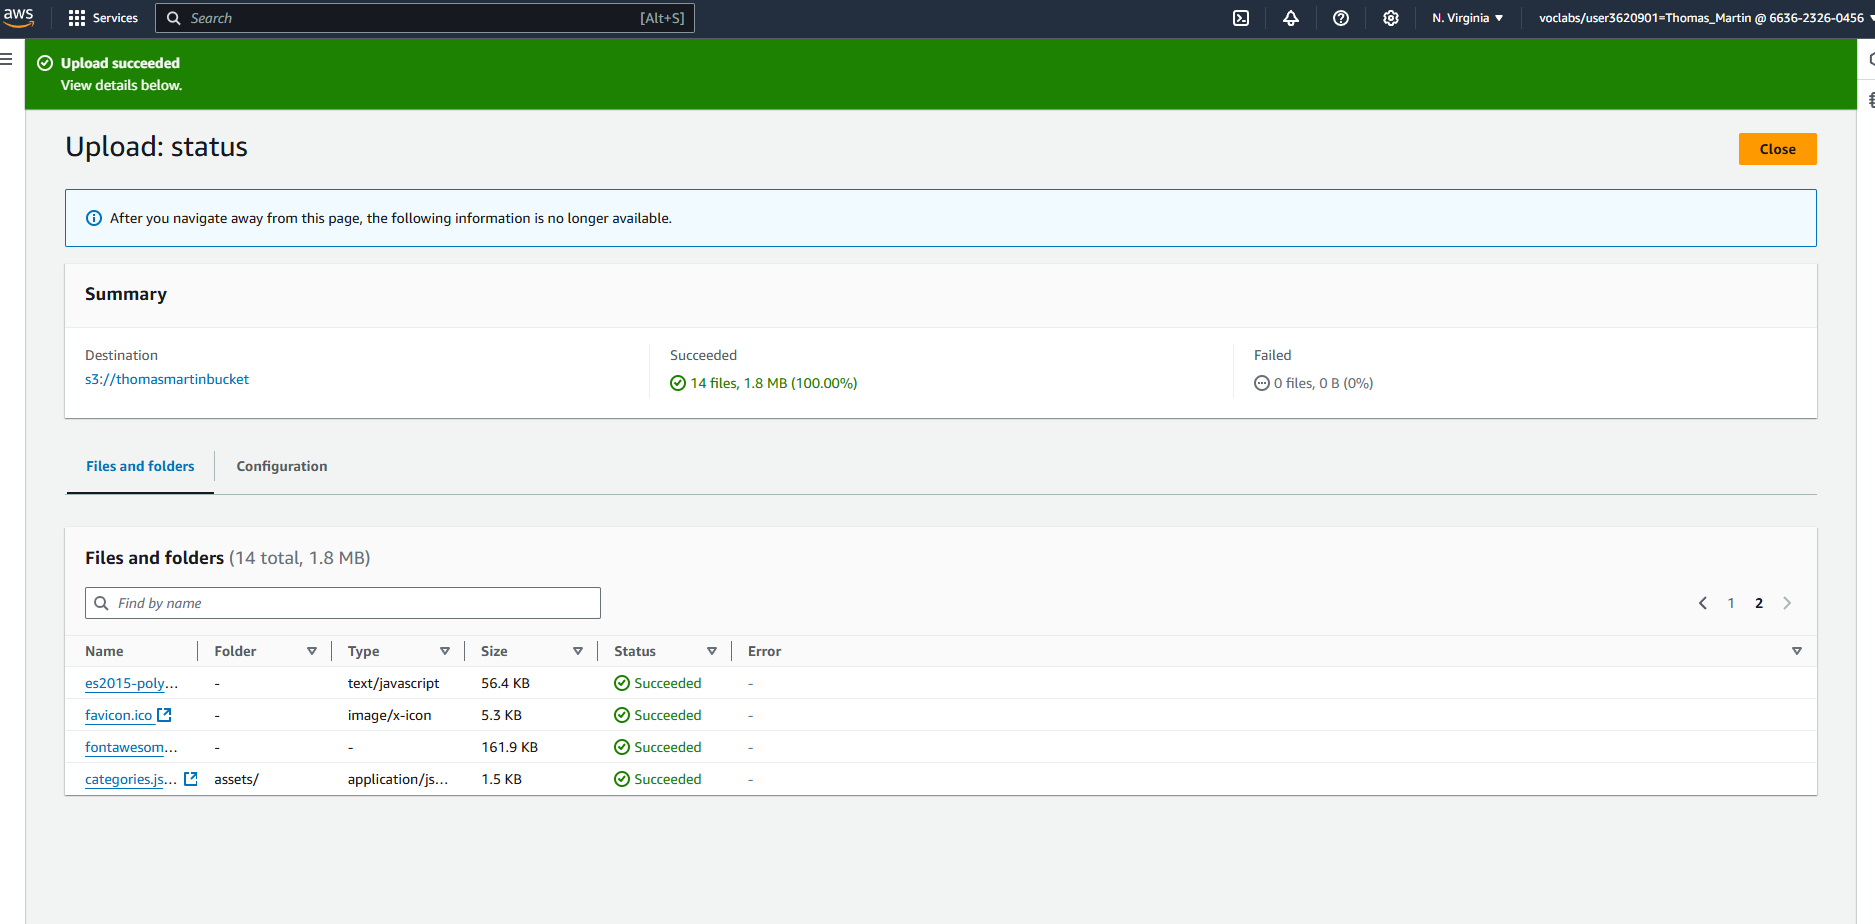 aws Services Search [Alt+S] N. Virginia voclabs/user3620901=Thomas_Martin @ 6636-2326-0456
Upload succeeded
View details below.
Upload: status
Close
After you navigate away from this page, the following information is no longer available.
Summary
Destination
s3://thomasmartinbucket
Succeeded
14 files, 1.8 MB (100.00%)
Failed
0 files, 0 B (0%)
Files and folders Configuration
Files and folders (14 total, 1.8 MB)
Find by name
1 2
Name Folder Type Size Status Error
es2015-poly... - text/javascript 56.4 KB Succeeded -
favicon.ico - image/x-icon 5.3 KB Succeeded -
fontawesom... - - 161.9 KB Succeeded -
categories.js... assets/ application/js... 1.5 KB Succeeded -